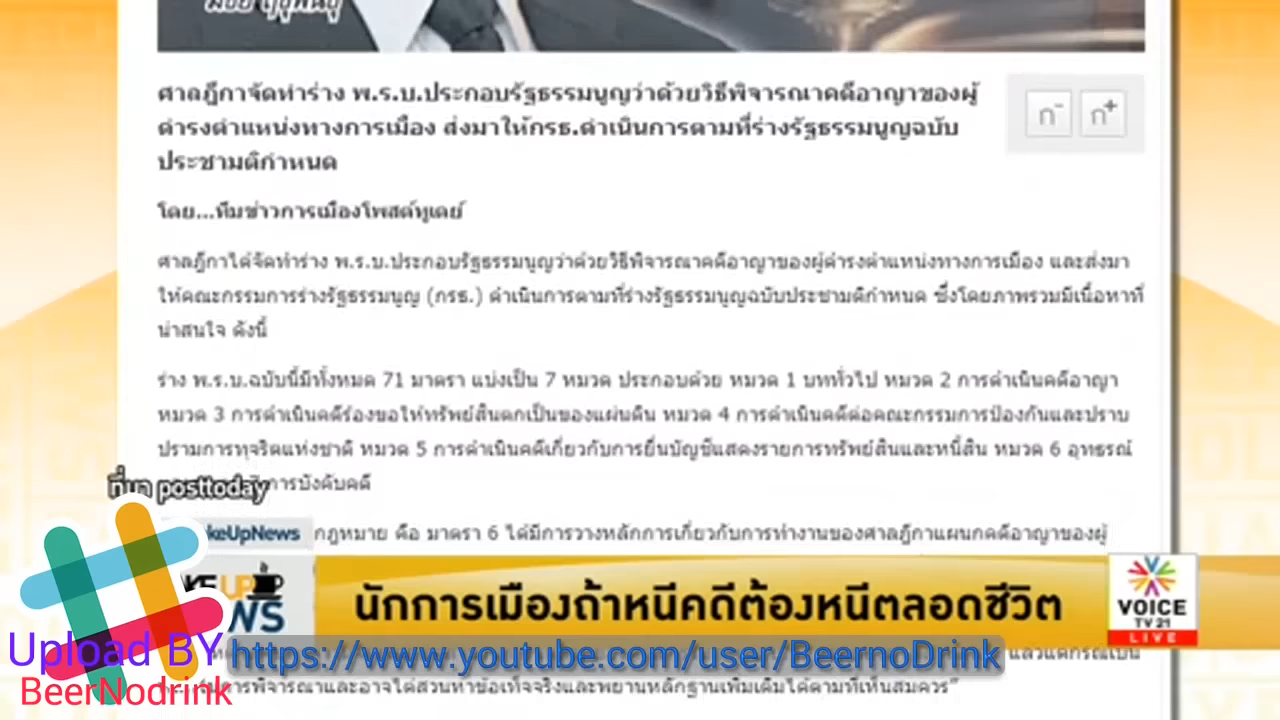 ศาลฎีกาจัดทำร่าง พ.ร.บ.ประกอบรัฐธรรมนูญว่าด้วยวิธีพิจารณาคดีอาญาของผู้
ดำรงตำแหน่งทางการเมือง ส่งมาให้กรธ.ดำเนินการตามที่ร่างรัฐธรรมนูญฉบับ
ประชามติกำหนด
ก- ก+
โดย...ทีมข่าวการเมืองโพสต์ทูเดย์
ศาลฎีกาได้จัดทำร่าง พ.ร.บ.ประกอบรัฐธรรมนูญว่าด้วยวิธีพิจารณาคดีอาญาของผู้ดำรงตำแหน่งทางการเมือง และส่งมา
ให้คณะกรรมการร่างรัฐธรรมนูญ (กรธ.) ดำเนินการตามที่ร่างรัฐธรรมนูญฉบับประชามติกำหนด ซึ่งโดยภาพรวมมีเนื้อหาที่
น่าสนใจ ดังนี้
ร่าง พ.ร.บ.ฉบับนี้มีทั้งหมด 71 มาตรา แบ่งเป็น 7 หมวด ประกอบด้วย หมวด 1 บททั่วไป หมวด 2 การดำเนินคดีอาญา
หมวด 3 การดำเนินคดีร้องขอให้ทรัพย์สินตกเป็นของแผ่นดิน หมวด 4 การดำเนินคดีต่อคณะกรรมการป้องกันและปราบ
ปรามการทุจริตแห่งชาติ หมวด 5 การดำเนินคดีเกี่ยวกับการยื่นบัญชีแสดงรายการทรัพย์สินและหนี้สิน หมวด 6 อุทธรณ์
การบังคับคดี
ที่มา posttoday
keUpNews
กฎหมาย คือ มาตรา 6 ได้มีการวางหลักการเกี่ยวกับการทำงานของศาลฎีกาแผนกคดีอาญาของผู้
KE UP
WS
นักการเมืองถ้าหนีคดีต้องหนีตลอดชีวิต
VOICE
TV 21
LIVE
Upload BY https://www.youtube.com/user/BeernoDrink
BeerNodrink
การพิจารณาและอาจไต่สวนหาข้อเท็จจริงและพยานหลักฐานเพิ่มเติมได้ตามที่เห็นสมควร"